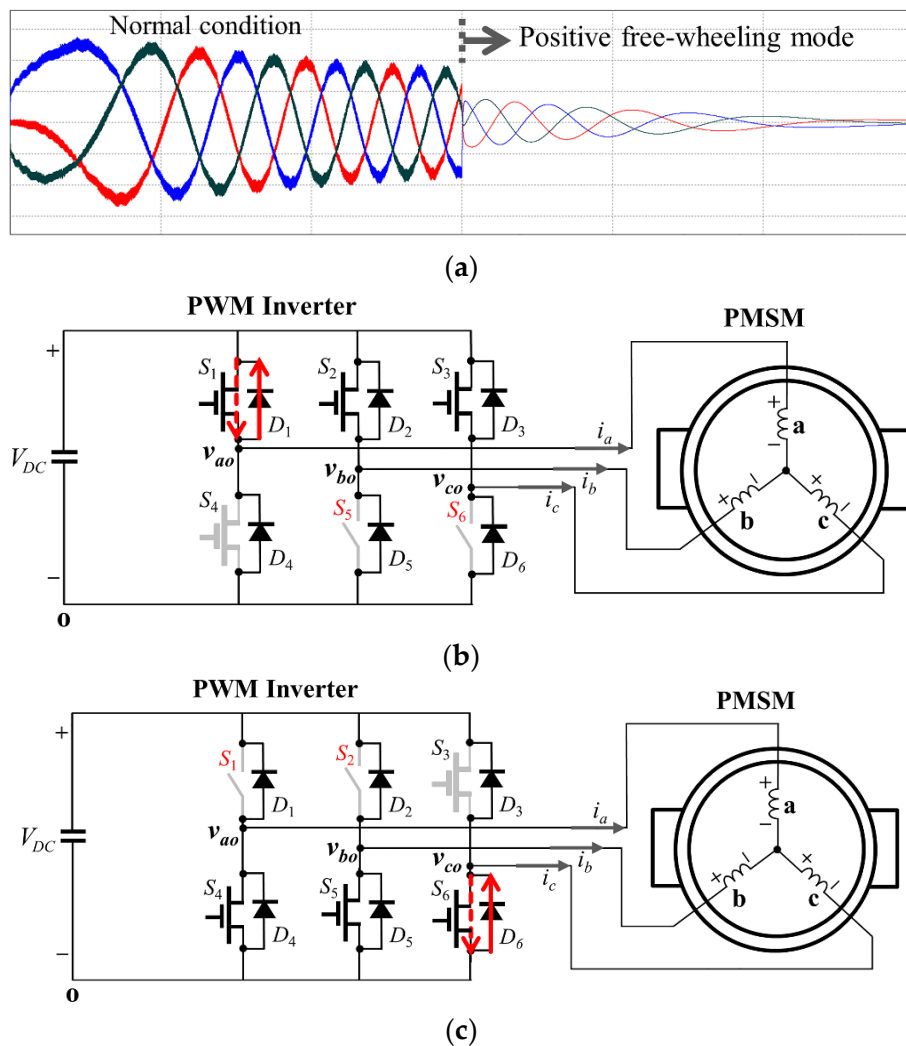 Normal condition
Positive free-wheeling mode
(a)
PWM Inverter
PMSM
+
S1
S2
S3
D1
D2
D3
+
a
−
vao
ia
VDC
vbo
ib
vco
ic
+
−
b
+
−
c
S4
S5
S6
D4
D5
D6
−
o
(b)
PWM Inverter
PMSM
+
S1
S2
S3
D1
D2
D3
+
a
−
vao
ia
VDC
vbo
ib
vco
ic
+
−
b
+
−
c
S4
S5
S6
D4
D5
D6
−
o
(c)